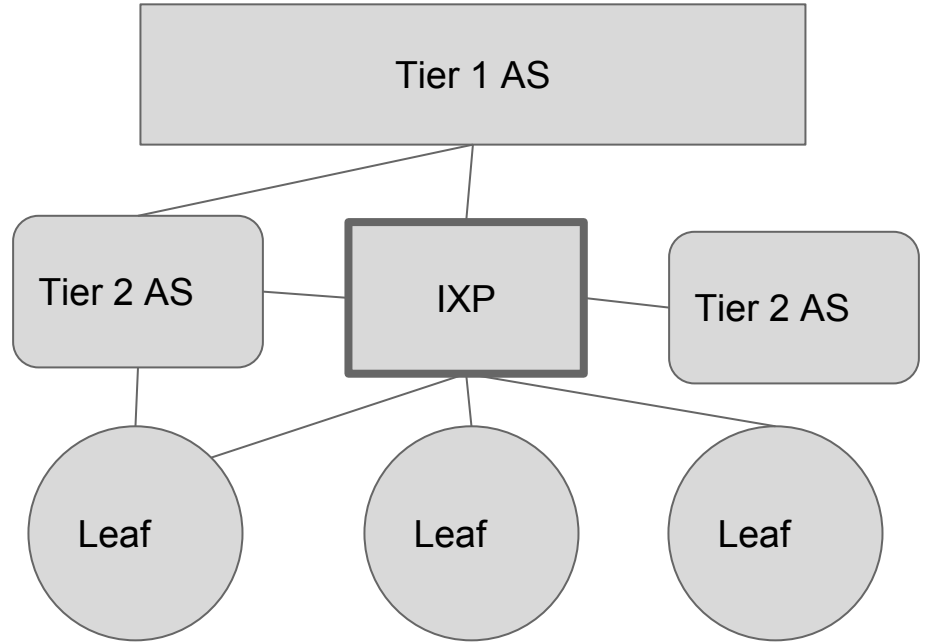 Tier 1 AS
Tier 2 AS
IXP
Tier 2 AS
Leaf
Leaf
Leaf